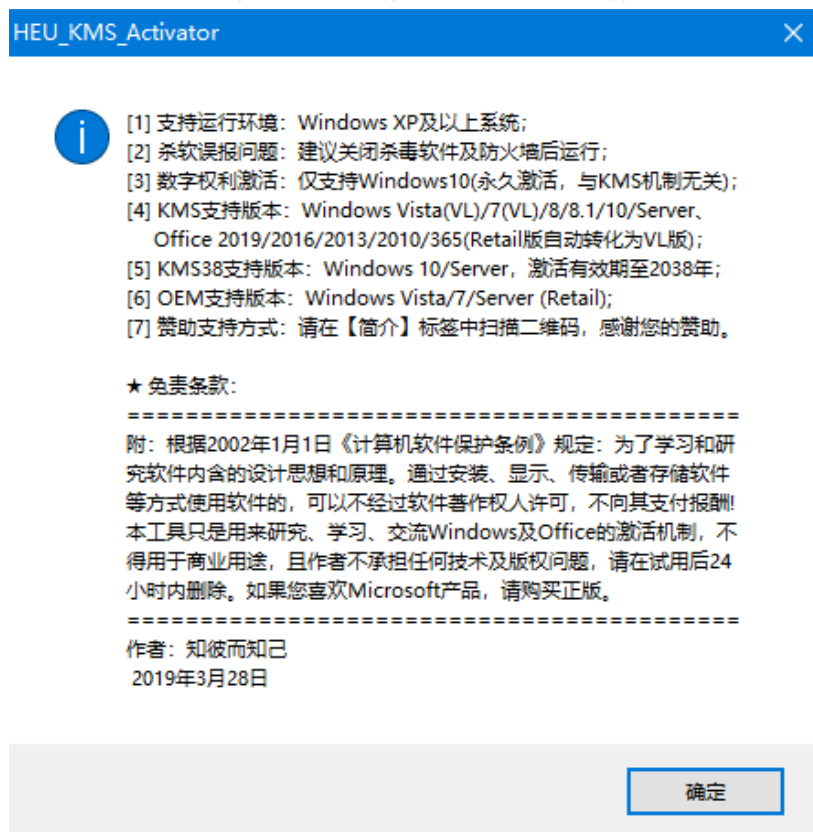 HEU_KMS_Activator
[1] 支持运行环境：Windows XP及以上系统;
[2] 杀软误报问题：建议关闭杀毒软件及防火墙后运行;
[3] 数字权利激活：仅支持Windows10(永久激活，与KMS机制无关);
[4] KMS支持版本：Windows Vista(VL)/7(VL)/8/8.1/10/Server、
Office 2019/2016/2013/2010/365(Retail版自动转化为VL版);
[5] KMS38支持版本：Windows 10/Server，激活有效期至2038年;
[6] OEM支持版本：Windows Vista/7/Server (Retail);
[7] 赞助支持方式：请在【简介】标签中扫描二维码，感谢您的赞助。
★ 免责条款：
==========================================
附：根据2002年1月1日《计算机软件保护条例》规定：为了学习和研
究软件内含的设计思想和原理。通过安装、显示、传输或者存储软件
等方式使用软件的，可以不经过软件著作权人许可，不向其支付报酬!
本工具只是用来研究、学习、交流Windows及Office的激活机制，不
得用于商业用途，且作者不承担任何技术及版权问题，请在试用后24
小时内删除。如果您喜欢Microsoft产品，请购买正版。
==========================================
作者：知彼而知己
2019年3月28日
确定